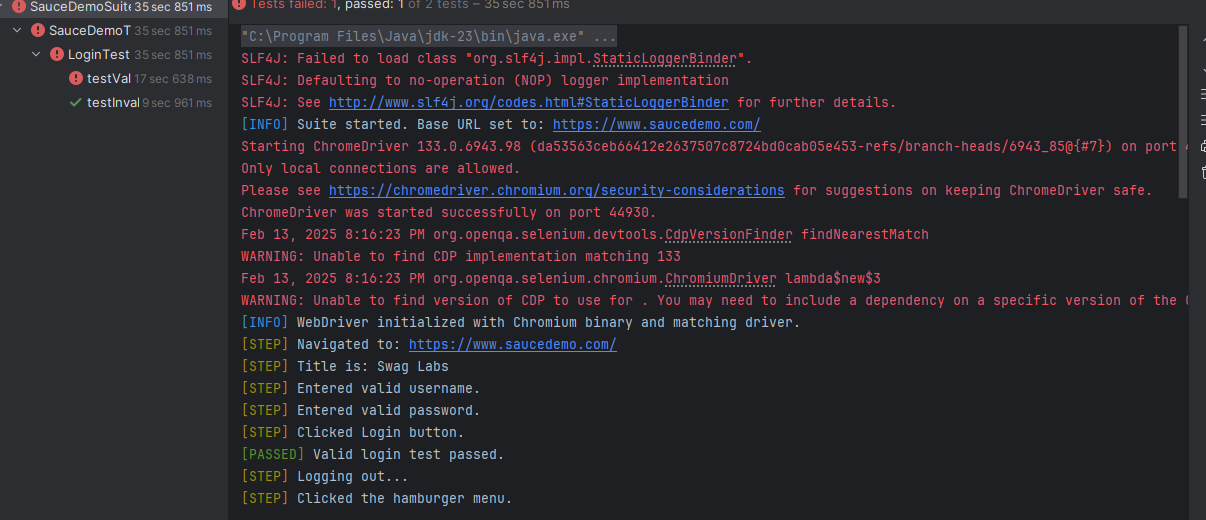 SauceDemoSuite 35 sec 851 ms
Tests failed: 1, passed: 1 of 2 tests – 35 sec 851 ms
SauceDemoT 35 sec 851 ms
LoginTest 35 sec 851 ms
testVal 17 sec 638 ms
testInval 9 sec 961 ms
"C:\Program Files\Java\jdk-23\bin\java.exe" ...
SLF4J: Failed to load class "org.slf4j.impl.StaticLoggerBinder".
SLF4J: Defaulting to no-operation (NOP) logger implementation
SLF4J: See http://www.slf4j.org/codes.html#StaticLoggerBinder for further details.
[INFO] Suite started. Base URL set to: https://www.saucedemo.com/
Starting ChromeDriver 133.0.6943.98 (da53563ceb66412e2637507c8724bd0cab05e453-refs/branch-heads/6943_85@{#7}) on port
Only local connections are allowed.
Please see https://chromedriver.chromium.org/security-considerations for suggestions on keeping ChromeDriver safe.
ChromeDriver was started successfully on port 44930.
Feb 13, 2025 8:16:23 PM org.openqa.selenium.devtools.CdpVersionFinder findNearestMatch
WARNING: Unable to find CDP implementation matching 133
Feb 13, 2025 8:16:23 PM org.openqa.selenium.chromium.ChromiumDriver lambda$new$3
WARNING: Unable to find version of CDP to use for . You may need to include a dependency on a specific version of the
[INFO] WebDriver initialized with Chromium binary and matching driver.
[STEP] Navigated to: https://www.saucedemo.com/
[STEP] Title is: Swag Labs
[STEP] Entered valid username.
[STEP] Entered valid password.
[STEP] Clicked Login button.
[PASSED] Valid login test passed.
[STEP] Logging out...
[STEP] Clicked the hamburger menu.